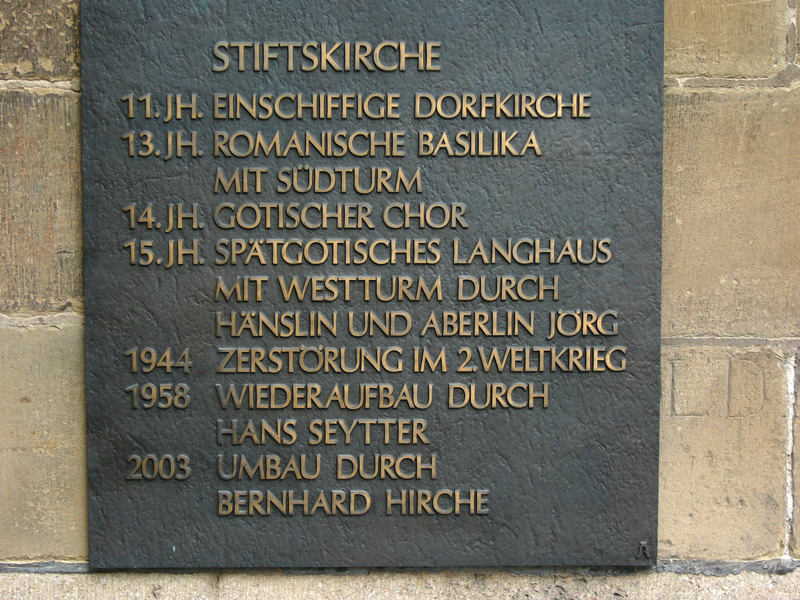 STIFTSKIRCHE
11. JH. EINSCHIFFIGE DORFKIRCHE
13. JH. ROMANISCHE BASILIKA
MIT SÜDTURM
14. JH. GOTISCHER CHOR
15. JH. SPÄTGOTISCHES LANGHAUS
MIT WESTTURM DURCH
HÄNSLIN UND ABERLIN JÖRG
1944 ZERSTÖRUNG IM 2. WELTKRIEG
1958 WIEDERAUFBAU DURCH
HANS SEYTTER
2003 UMBAU DURCH
BERNHARD HIRCHE
LD